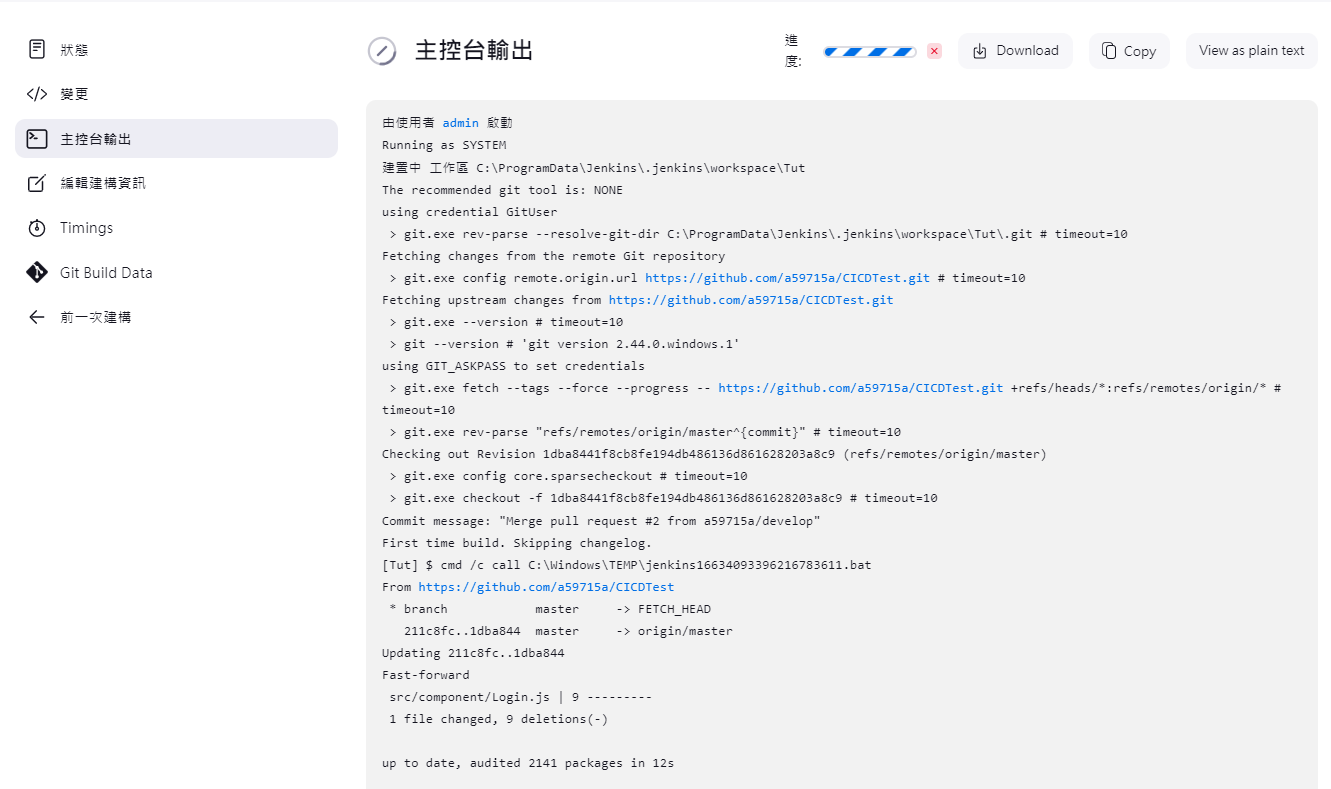 狀態
變更
主控台輸出
編輯建構資訊
Timings
Git Build Data
前一次建構
主控台輸出
進度:
Download
Copy
View as plain text
由使用者 admin 啟動
Running as SYSTEM
建置中 工作區 C:\ProgramData\Jenkins\.jenkins\workspace\Tut
The recommended git tool is: NONE
using credential GitUser
 > git.exe rev-parse --resolve-git-dir C:\ProgramData\Jenkins\.jenkins\workspace\Tut\.git # timeout=10
Fetching changes from the remote Git repository
 > git.exe config remote.origin.url https://github.com/a59715a/CICDTest.git # timeout=10
Fetching upstream changes from https://github.com/a59715a/CICDTest.git
 > git.exe --version # timeout=10
 > git --version # 'git version 2.44.0.windows.1'
using GIT_ASKPASS to set credentials
 > git.exe fetch --tags --force --progress -- https://github.com/a59715a/CICDTest.git +refs/heads/*:refs/remotes/origin/* #
timeout=10
 > git.exe rev-parse "refs/remotes/origin/master^{commit}" # timeout=10
Checking out Revision 1dba8441f8cb8fe194db486136d861628203a8c9 (refs/remotes/origin/master)
 > git.exe config core.sparsecheckout # timeout=10
 > git.exe checkout -f 1dba8441f8cb8fe194db486136d861628203a8c9 # timeout=10
Commit message: "Merge pull request #2 from a59715a/develop"
First time build. Skipping changelog.
[Tut] $ cmd /c call C:\Windows\TEMP\jenkins16634093396216783611.bat
From https://github.com/a59715a/CICDTest
 * branch            master     -> FETCH_HEAD
   211c8fc..1dba844  master     -> origin/master
Updating 211c8fc..1dba844
Fast-forward
 src/component/Login.js | 9 ---------
 1 file changed, 9 deletions(-)
up to date, audited 2141 packages in 12s